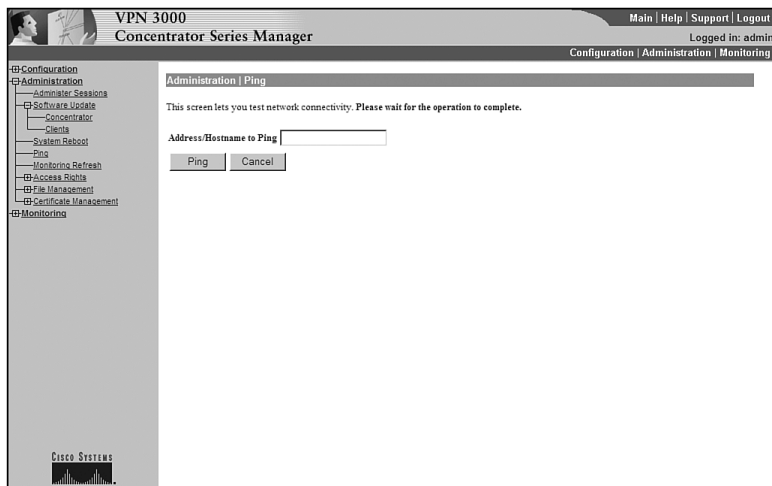 VPN 3000
Concentrator Series Manager
Main | Help | Support | Logout
Logged in: admin
Configuration | Administration | Monitoring
Configuration
Administration
Administer Sessions
Software Update
Concentrator
Clients
System Reboot
Ping
Monitoring Refresh
Access Rights
File Management
Certificate Management
Monitoring
Administration | Ping
This screen lets you test network connectivity. Please wait for the operation to complete.
Address/Hostname to Ping
Ping Cancel
CISCO SYSTEMS